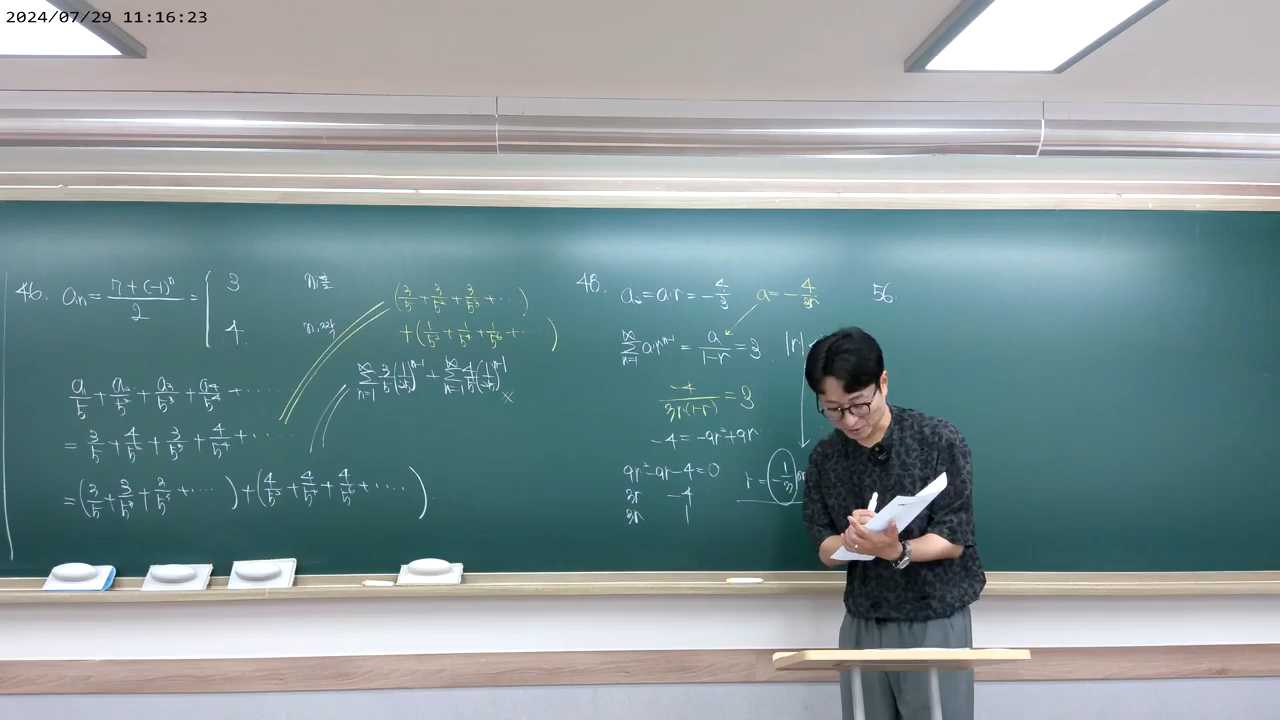 2024/07/29 11:16:23
46. aₙ = (7+(-1)ⁿ)/2 = { 3 n홀
4 n짝
(3/5 + 3/5² + 3/5³ + ⋯ )
+ (1/5² + 1/5⁴ + 1/5⁶ + ⋯ )
a₁/5 + a₂/5² + a₃/5³ + a₄/5⁴ + ⋯
= 3/5 + 4/5² + 3/5³ + 4/5⁴ + ⋯
= (3/5 + 3/5³ + 3/5⁵ + ⋯ ) + (4/5² + 4/5⁴ + 4/5⁶ + ⋯ )
48. a₂ = ar = -4/3 a = -4/3r
∑ₙ₌₁^∞ arⁿ⁻¹ = a/(1-r) = 3 |r|
-4/3r(1-r) = 3
-4 = -9r²+9r
9r²-9r-4=0
3r -4
3r 1
r = -1/3
56.